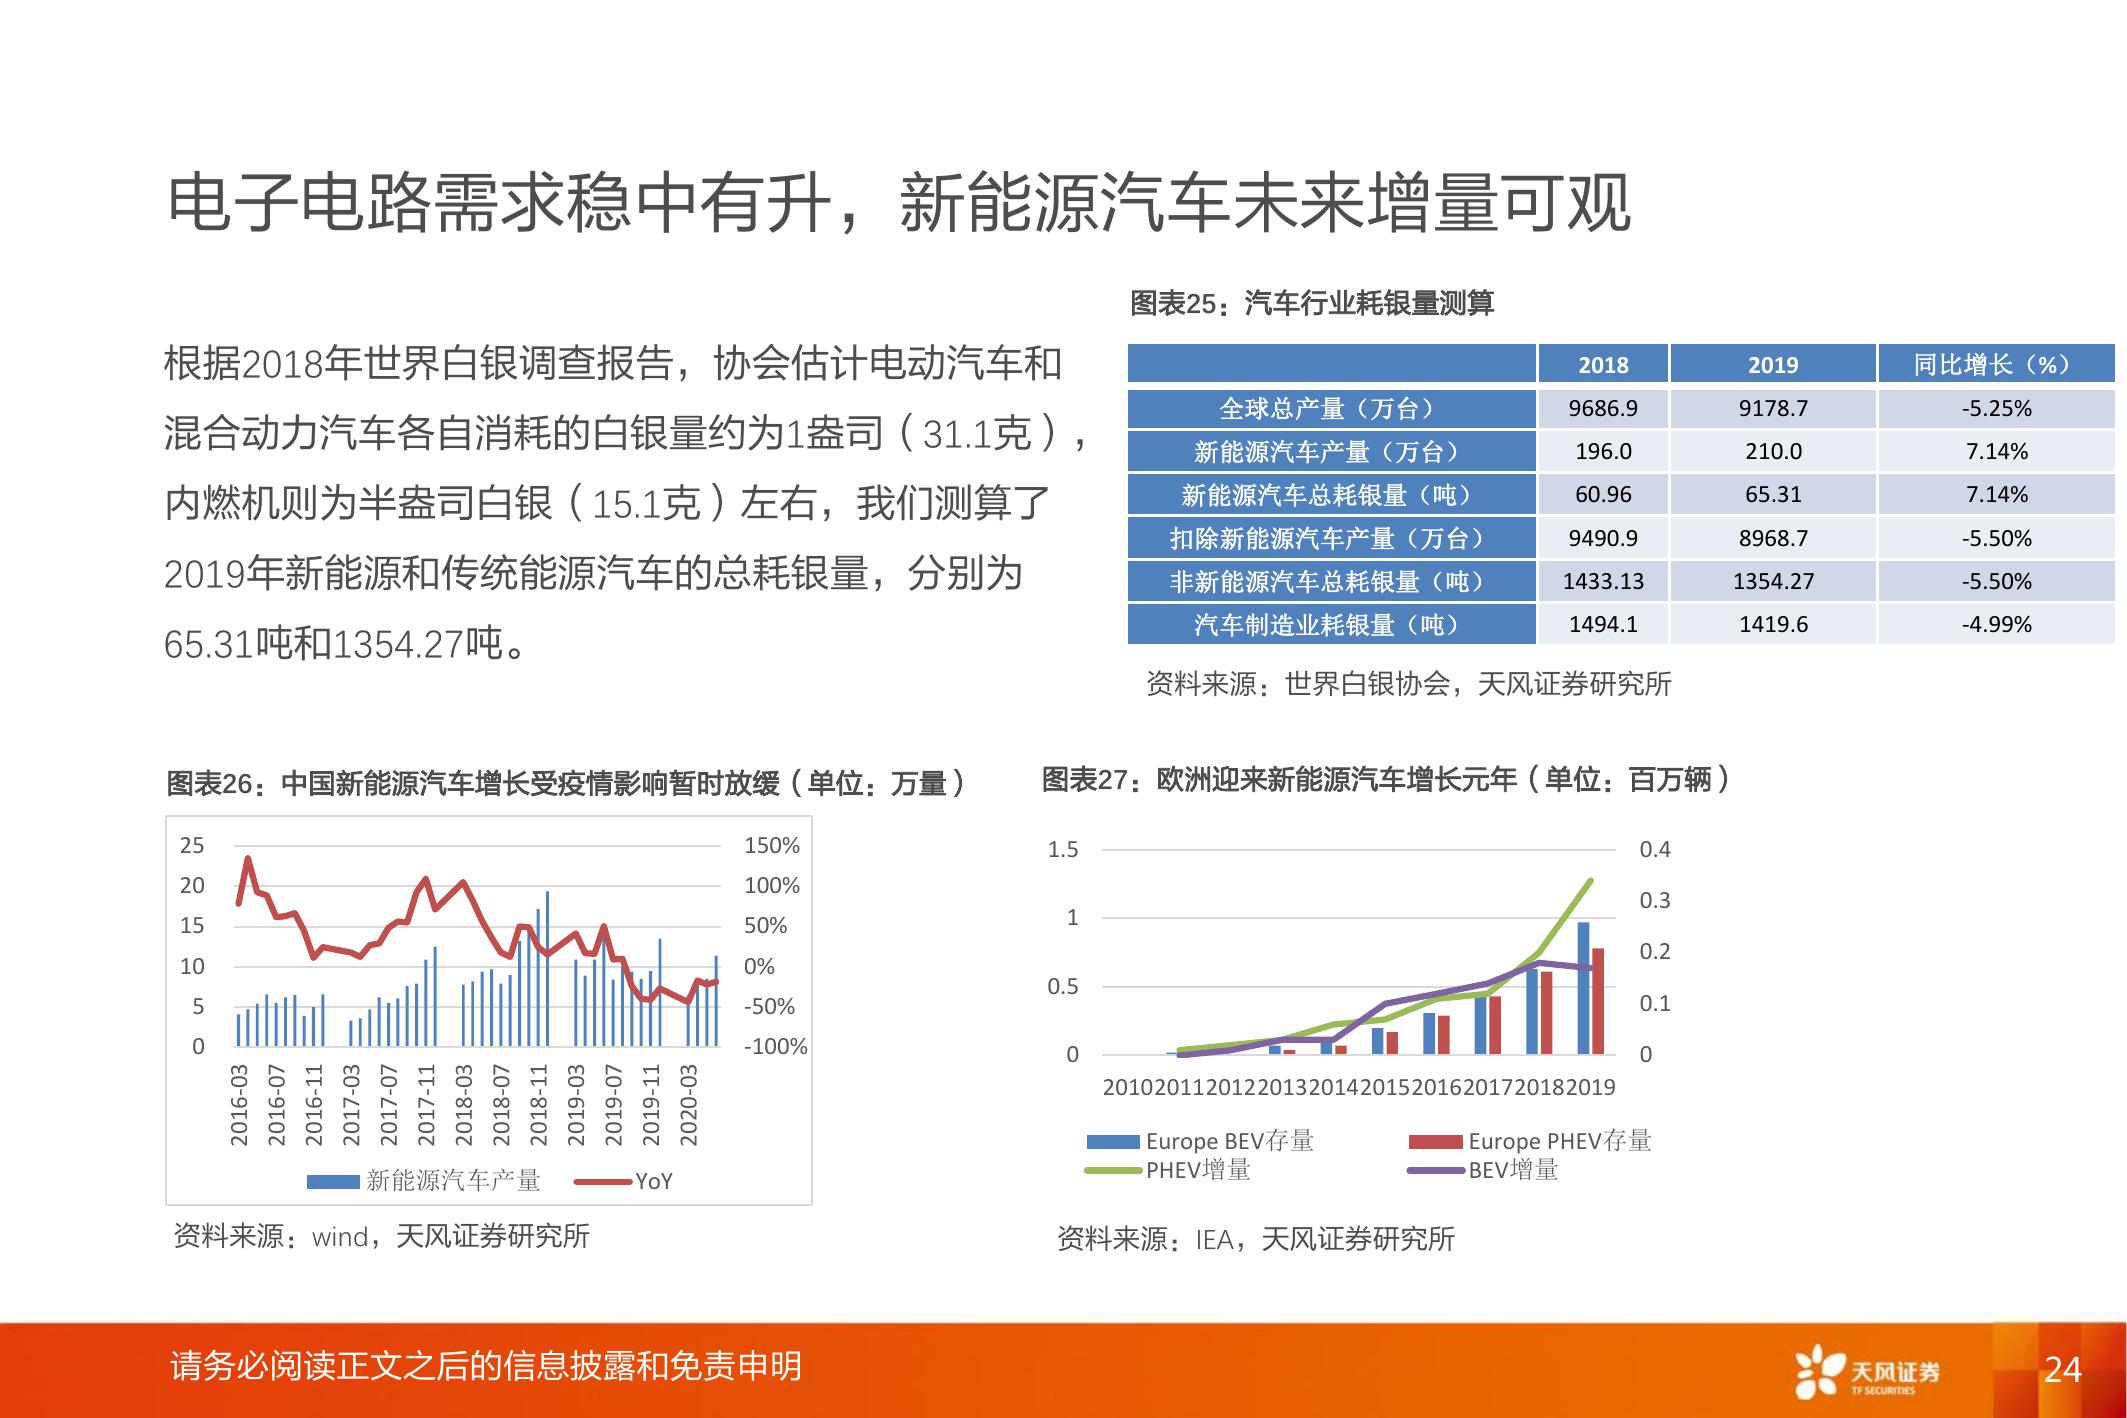 电子电路需求稳中有升，新能源汽车未来增量可观
根据2018年世界白银调查报告，协会估计电动汽车和
混合动力汽车各自消耗的白银量约为1盎司（31.1克），
内燃机则为半盎司白银（15.1克）左右，我们测算了
2019年新能源和传统能源汽车的总耗银量，分别为
65.31吨和1354.27吨。
图表25：汽车行业耗银量测算
2018 2019 同比增长（%）
全球总产量（万台） 9686.9 9178.7 -5.25%
新能源汽车产量（万台） 196.0 210.0 7.14%
新能源汽车总耗银量（吨） 60.96 65.31 7.14%
扣除新能源汽车产量（万台） 9490.9 8968.7 -5.50%
非新能源汽车总耗银量（吨） 1433.13 1354.27 -5.50%
汽车制造业耗银量（吨） 1494.1 1419.6 -4.99%
资料来源：世界白银协会，天风证券研究所
图表26：中国新能源汽车增长受疫情影响暂时放缓（单位：万量）
25 150%
20 100%
15 50%
10 0%
5 -50%
0 -100%
2016-03 2016-07 2016-11 2017-03 2017-07 2017-11 2018-03 2018-07 2018-11 2019-03 2019-07 2019-11 2020-03
新能源汽车产量 YoY
资料来源：wind，天风证券研究所
图表27：欧洲迎来新能源汽车增长元年（单位：百万辆）
1.5 0.4
0.3
1
0.2
0.5 0.1
0 0
2010 2011 2012 2013 2014 2015 2016 2017 2018 2019
Europe BEV存量 Europe PHEV存量
PHEV增量 BEV增量
资料来源：IEA，天风证券研究所
请务必阅读正文之后的信息披露和免责申明
天风证券
TF SECURITIES
24